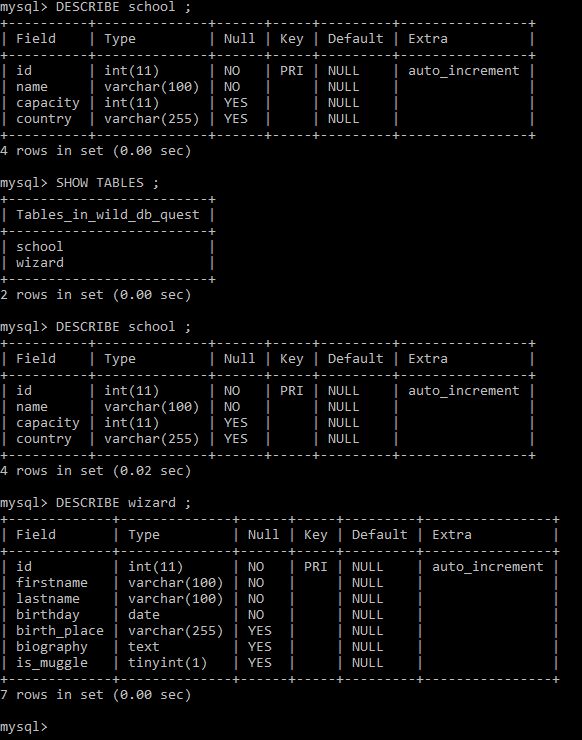 mysql> DESCRIBE school ;
+----------+--------------+------+-----+---------+----------------+
| Field    | Type         | Null | Key | Default | Extra          |
+----------+--------------+------+-----+---------+----------------+
| id       | int(11)      | NO   | PRI | NULL    | auto_increment |
| name     | varchar(100) | NO   |     | NULL    |                |
| capacity | int(11)      | YES  |     | NULL    |                |
| country  | varchar(255) | YES  |     | NULL    |                |
+----------+--------------+------+-----+---------+----------------+
4 rows in set (0.00 sec)
mysql> SHOW TABLES ;
+-------------------------+
| Tables_in_wild_db_quest |
+-------------------------+
| school                  |
| wizard                  |
+-------------------------+
2 rows in set (0.00 sec)
mysql> DESCRIBE school ;
+----------+--------------+------+-----+---------+----------------+
| Field    | Type         | Null | Key | Default | Extra          |
+----------+--------------+------+-----+---------+----------------+
| id       | int(11)      | NO   | PRI | NULL    | auto_increment |
| name     | varchar(100) | NO   |     | NULL    |                |
| capacity | int(11)      | YES  |     | NULL    |                |
| country  | varchar(255) | YES  |     | NULL    |                |
+----------+--------------+------+-----+---------+----------------+
4 rows in set (0.02 sec)
mysql> DESCRIBE wizard ;
+-------------+--------------+------+-----+---------+----------------+
| Field       | Type         | Null | Key | Default | Extra          |
+-------------+--------------+------+-----+---------+----------------+
| id          | int(11)      | NO   | PRI | NULL    | auto_increment |
| firstname   | varchar(100) | NO   |     | NULL    |                |
| lastname    | varchar(100) | NO   |     | NULL    |                |
| birthday    | date         | NO   |     | NULL    |                |
| birth_place | varchar(255) | YES  |     | NULL    |                |
| biography   | text         | YES  |     | NULL    |                |
| is_muggle   | tinyint(1)   | YES  |     | NULL    |                |
+-------------+--------------+------+-----+---------+----------------+
7 rows in set (0.00 sec)
mysql>